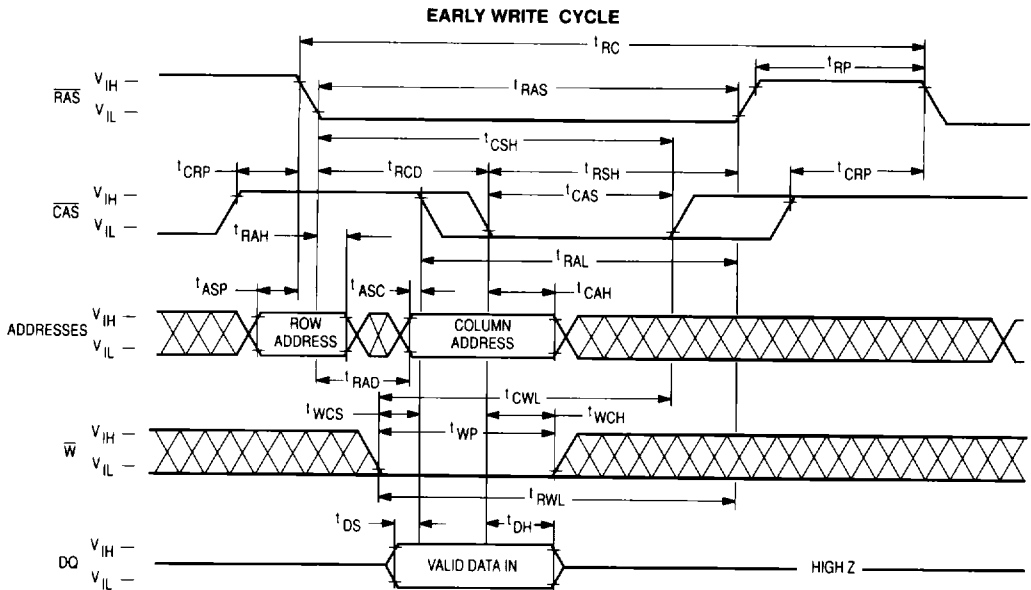 EARLY WRITE CYCLE
tRC
tRP
RAS
VIH
VIL
tRAS
tCSH
tCRP
tRCD
tRSH
tCRP
CAS
VIH
VIL
tCAS
tRAH
tRAL
tASP
tASC
tCAH
ADDRESSES
VIH
VIL
ROW ADDRESS
COLUMN ADDRESS
tRAD
tCWL
tWCS
tWCH
tWP
W
VIH
VIL
tRWL
tDS
tDH
DQ
VIH
VIL
VALID DATA IN
HIGH Z